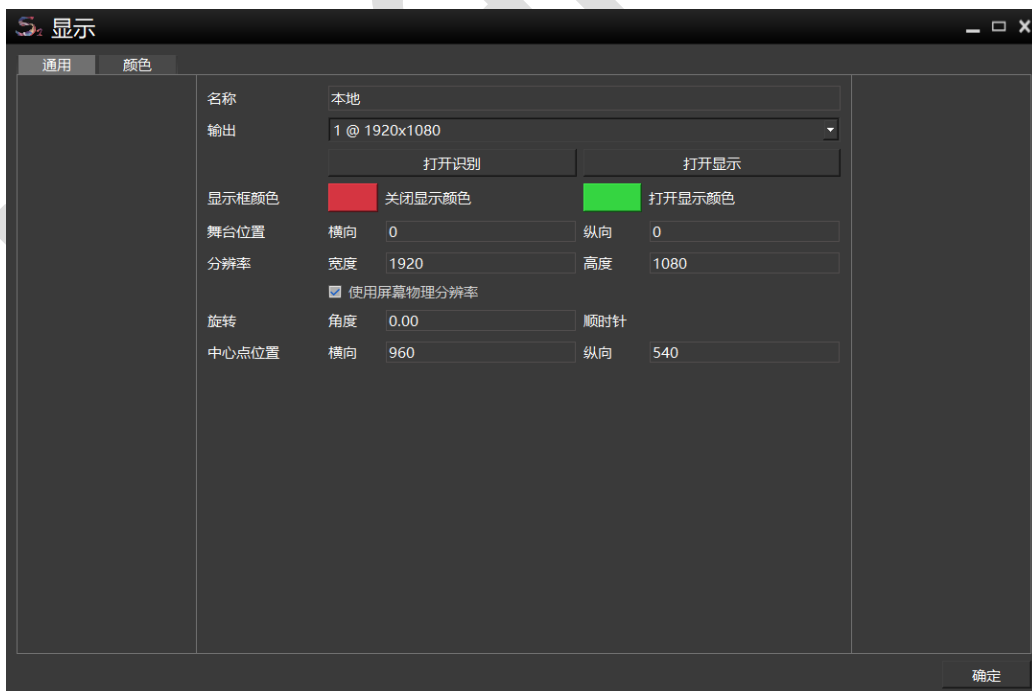 显示
通用 颜色
名称 本地
输出 1 @ 1920x1080
打开识别 打开显示
显示框颜色 关闭显示颜色 打开显示颜色
舞台位置 横向 0 纵向 0
分辨率 宽度 1920 高度 1080
使用屏幕物理分辨率
旋转 角度 0.00 顺时针
中心点位置 横向 960 纵向 540
确定